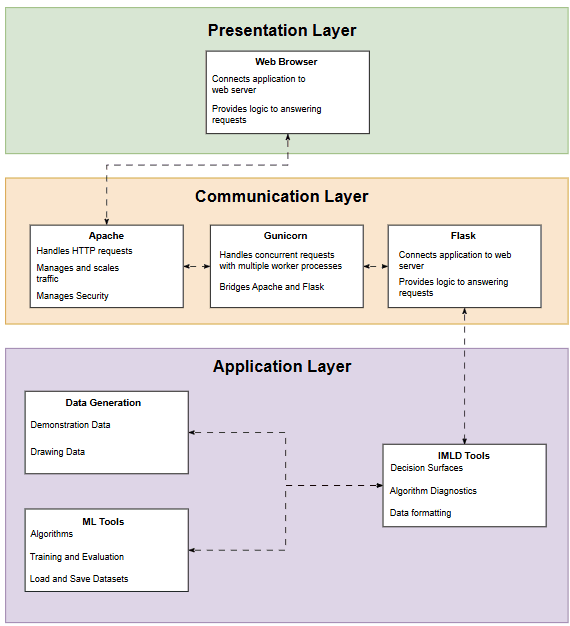 Presentation Layer
Web Browser
Connects application to
web server
Provides logic to answering
requests
Communication Layer
Apache
Handles HTTP requests
Manages and scales
traffic
Manages Security
Gunicorn
Handles concurrent requests
with multiple worker processes
Bridges Apache and Flask
Flask
Connects application to web
server
Provides logic to answering
requests
Application Layer
Data Generation
Demonstration Data
Drawing Data
ML Tools
Algorithms
Training and Evaluation
Load and Save Datasets
IMLD Tools
Decision Surfaces
Algorithm Diagnostics
Data formatting